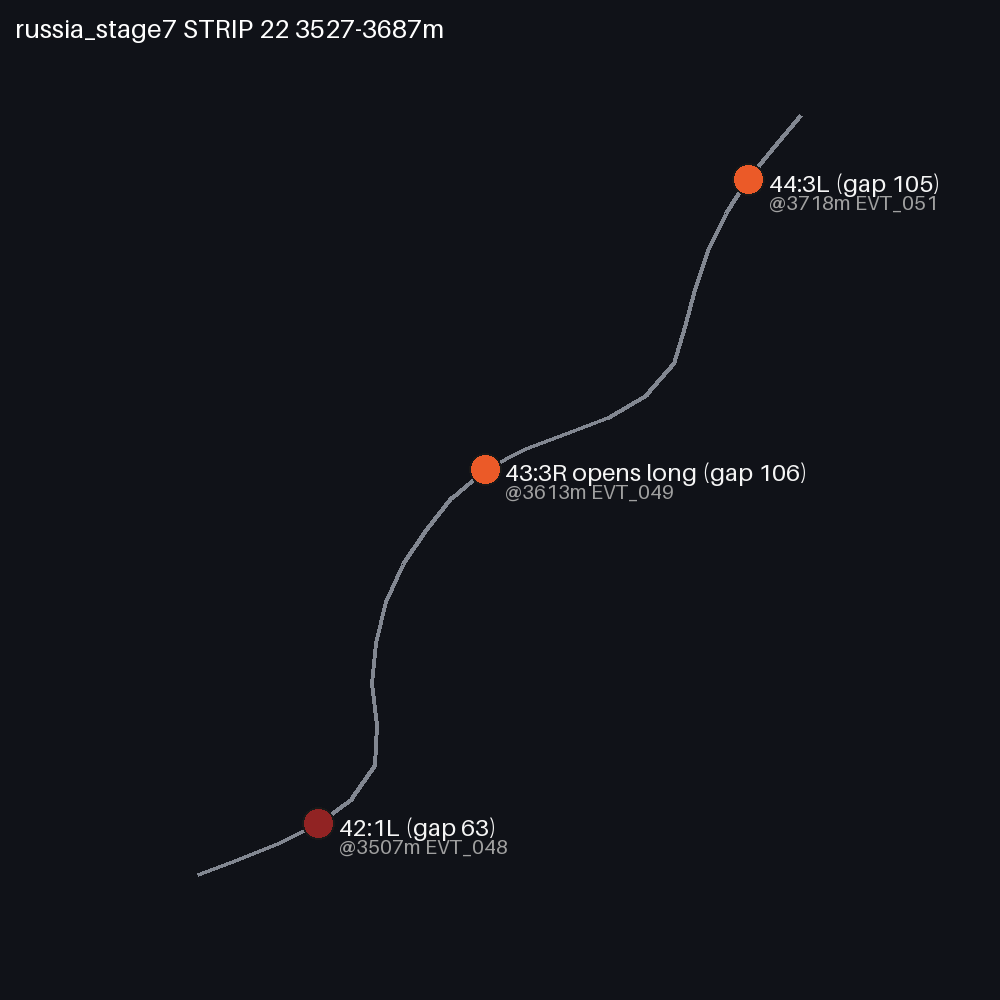 russia_stage7 STRIP 22 3527-3687m
44:3L (gap 105)
@3718m EVT_051
43:3R opens long (gap 106)
@3613m EVT_049
42:1L (gap 63)
@3507m EVT_048